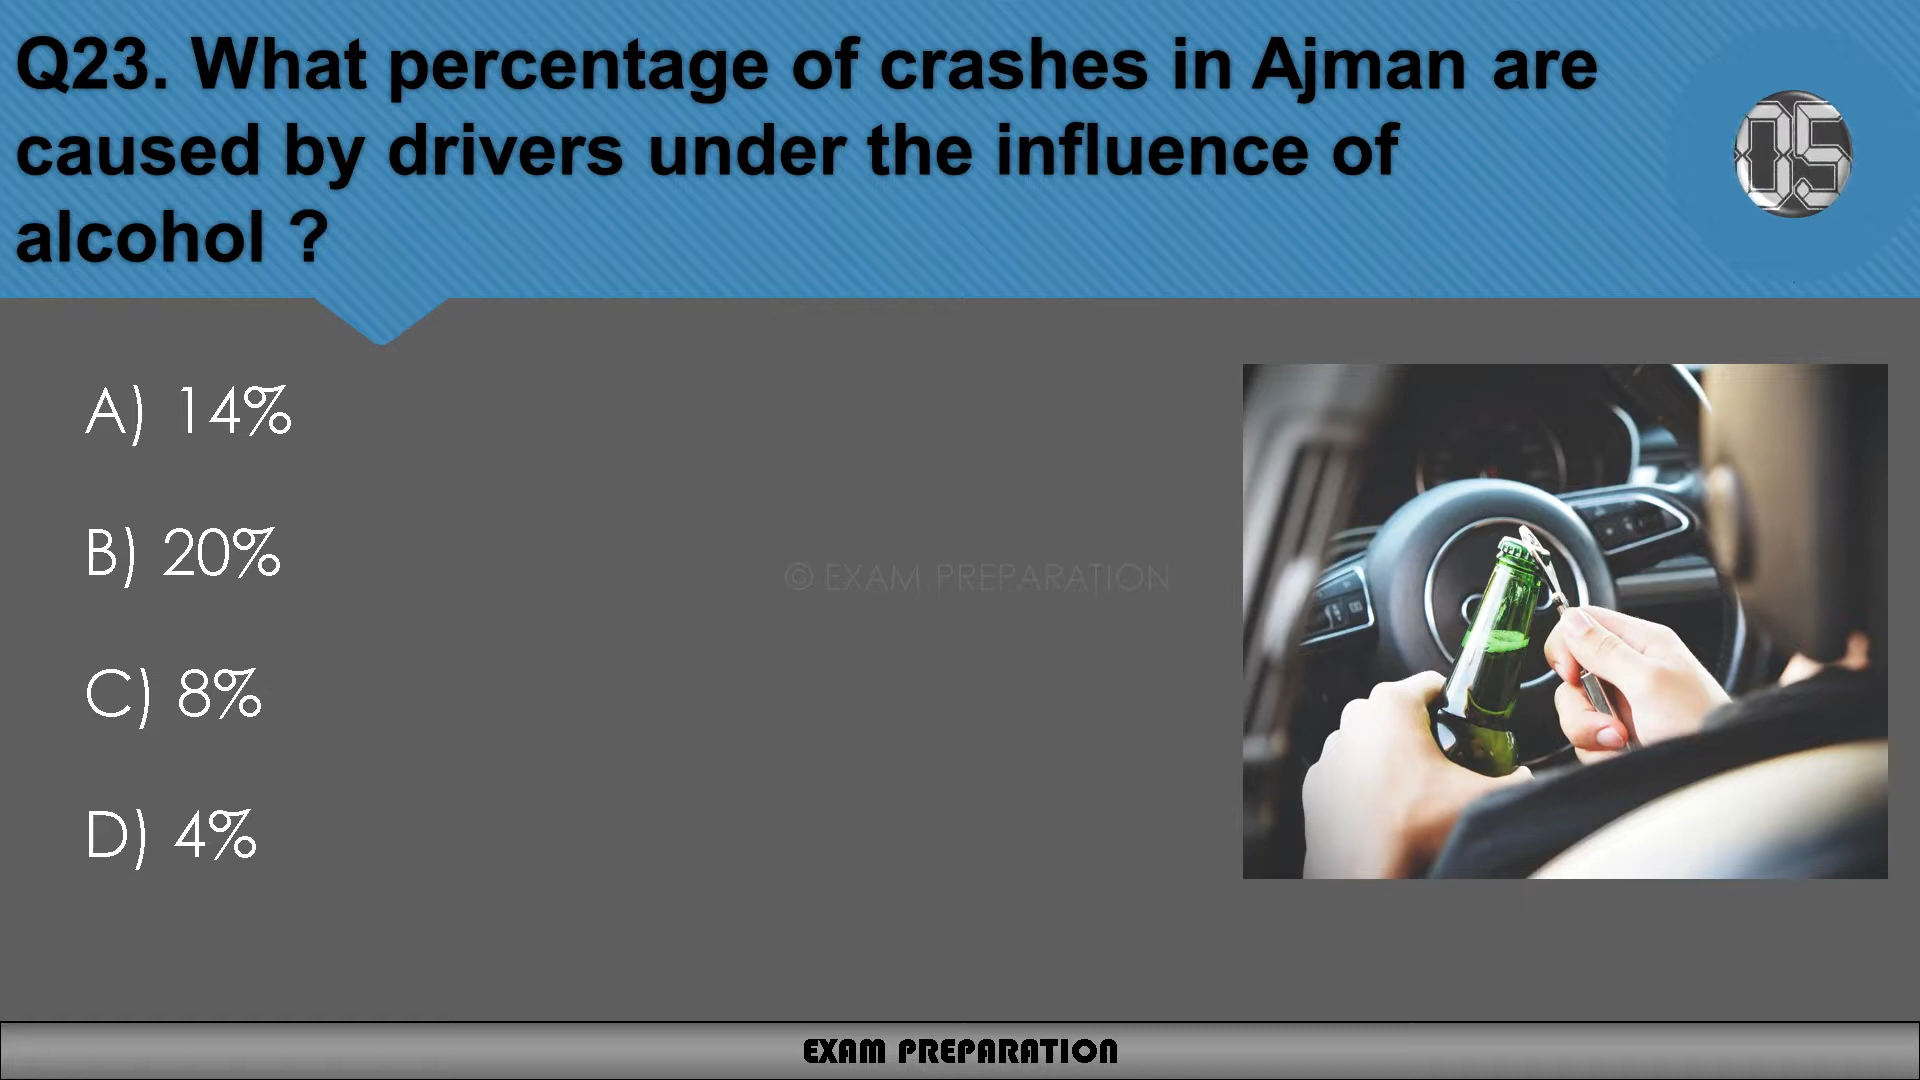 Q23. What percentage of crashes in Ajman are
caused by drivers under the influence of
alcohol ?
05
A) 14%
B) 20%
© EXAM PREPARATION
C) 8%
D) 4%
EXAM PREPARATION